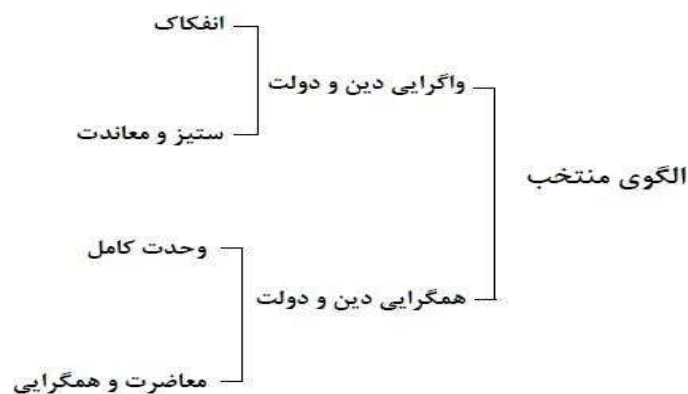 الگوی منتخب
واگرایی دین و دولت
انفکاک
ستیز و معاندت
همگرایی دین و دولت
وحدت کامل
معاضرت و همگرایی